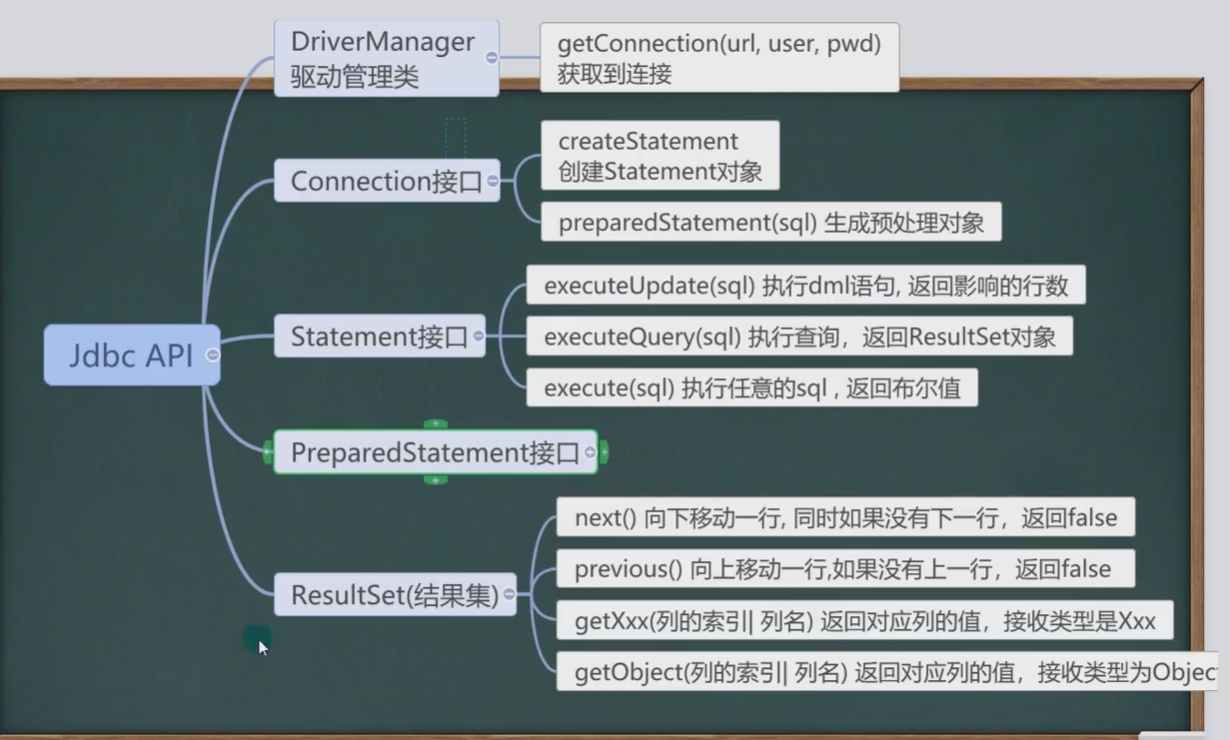 DriverManager
驱动管理类
getConnection(url, user, pwd)
获取到连接
Connection接口
createStatement
创建Statement对象
preparedStatement(sql) 生成预处理对象
Jdbc API
Statement接口
executeUpdate(sql) 执行dml语句, 返回影响的行数
executeQuery(sql) 执行查询，返回ResultSet对象
execute(sql) 执行任意的sql , 返回布尔值
PreparedStatement接口
ResultSet(结果集)
next() 向下移动一行, 同时如果没有下一行，返回false
previous() 向上移动一行,如果没有上一行，返回false
getXxx(列的索引| 列名) 返回对应列的值，接收类型是Xxx
getObject(列的索引| 列名) 返回对应列的值，接收类型为Objec